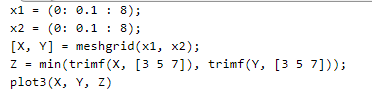 x1 = (0: 0.1 : 8);
x2 = (0: 0.1 : 8);
[X, Y] = meshgrid(x1, x2);
Z = min(trimf(X, [3 5 7]), trimf(Y, [3 5 7]));
plot3(X, Y, Z)